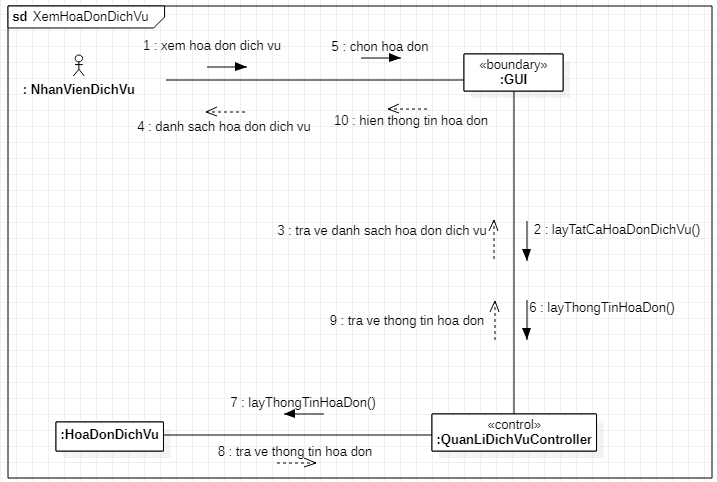 sd XemHoaDonDichVu
1 : xem hoa don dich vu
5 : chon hoa don
«boundary»
:GUI
: NhanVienDichVu
4 : danh sach hoa don dich vu
10 : hien thong tin hoa don
3 : tra ve danh sach hoa don dich vu
2 : layTatCaHoaDonDichVu()
9 : tra ve thong tin hoa don
6 : layThongTinHoaDon()
7 : layThongTinHoaDon()
:HoaDonDichVu
«control»
:QuanLiDichVuController
8 : tra ve thong tin hoa don